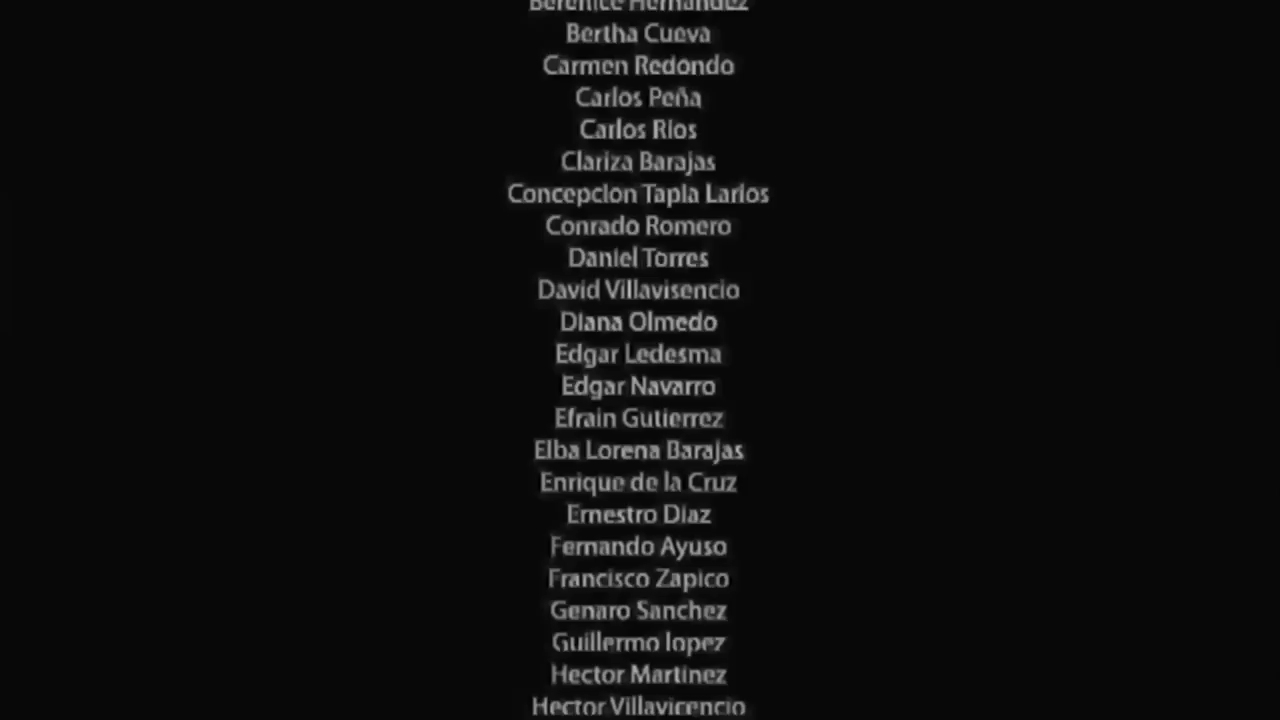 Berenice Hernandez
Bertha Cueva
Carmen Redondo
Carlos Peña
Carlos Rios
Clariza Barajas
Concepcion Tapia Larios
Conrado Romero
Daniel Torres
David Villavisencio
Diana Olmedo
Edgar Ledesma
Edgar Navarro
Efrain Gutierrez
Elba Lorena Barajas
Enrique de la Cruz
Ernestro Diaz
Fernando Ayuso
Francisco Zapico
Genaro Sanchez
Guillermo lopez
Hector Martinez
Hector Villavicencio